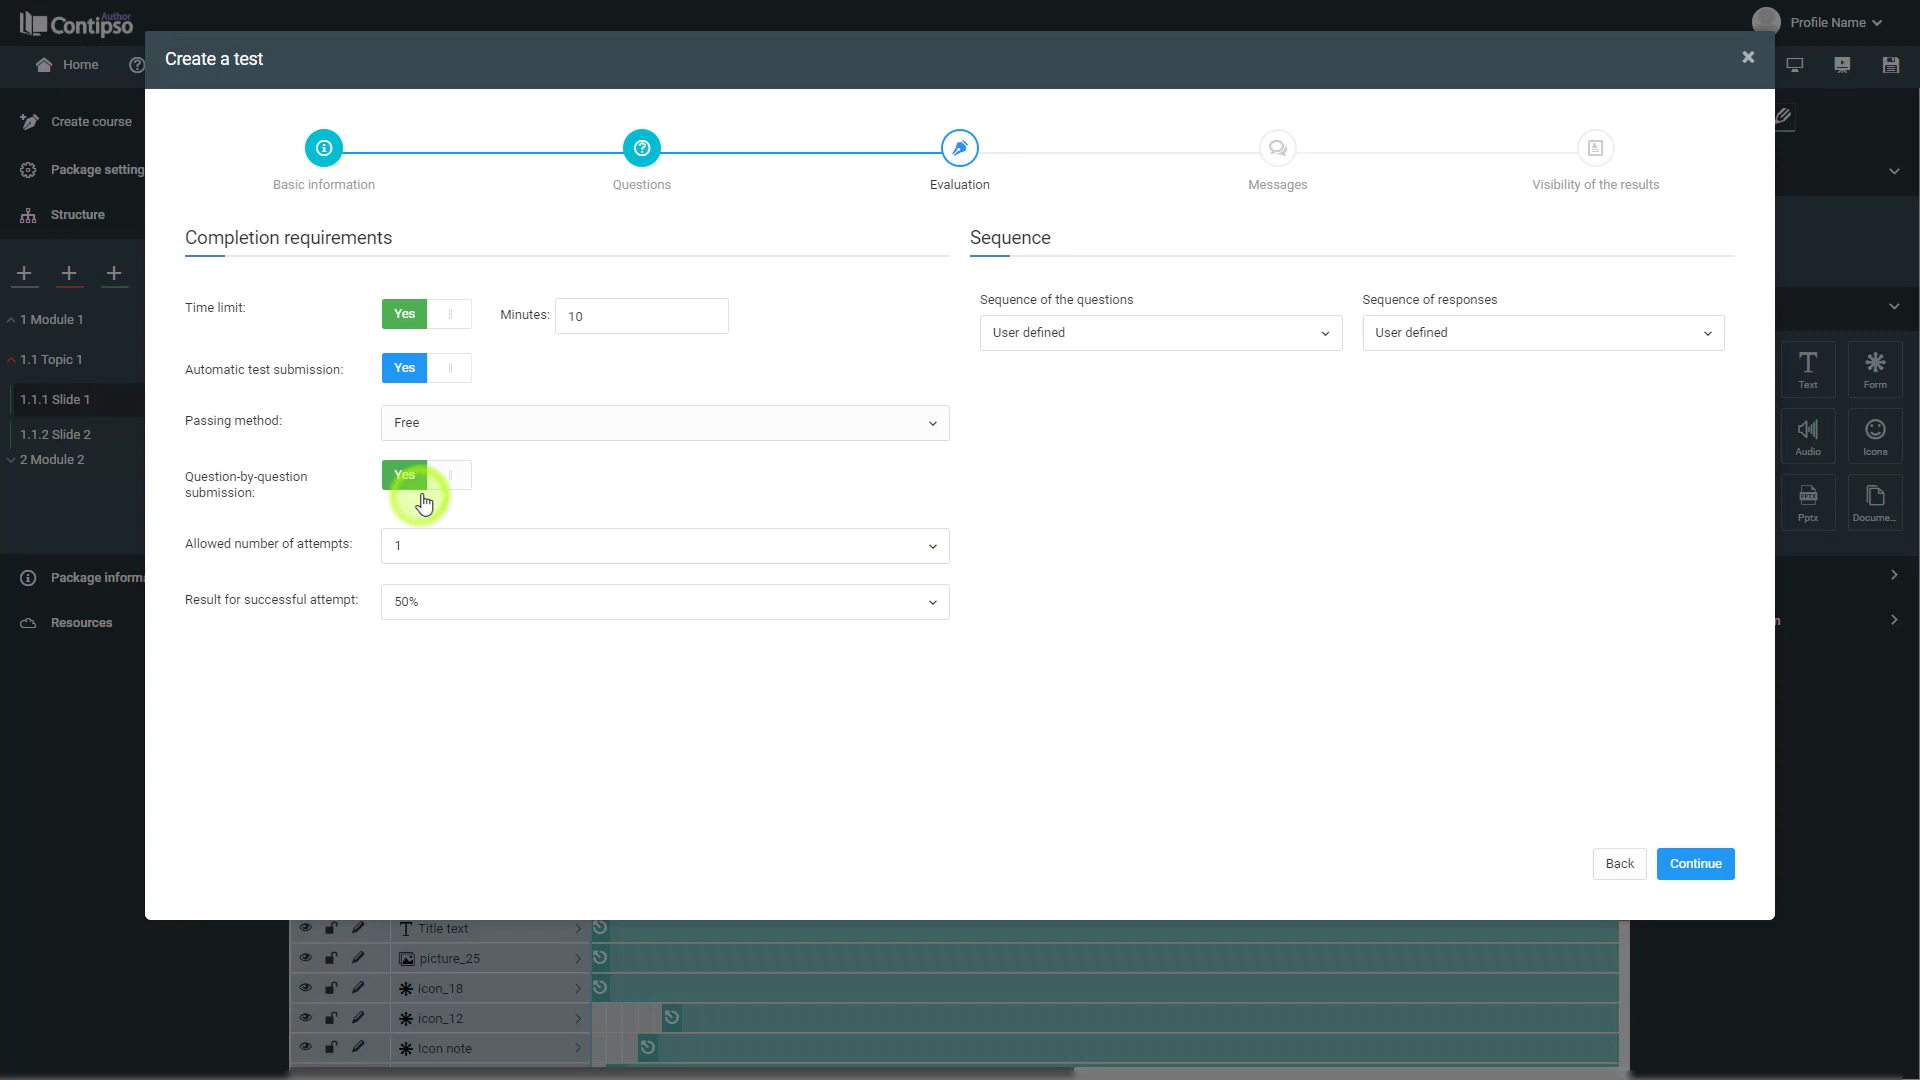 Author
Contipso
Profile Name
Home
Create a test
Create course
Package setting
Structure
1 Module 1
1.1 Topic 1
1.1.1 Slide 1
1.1.2 Slide 2
2 Module 2
Package informa
Resources
Basic information
Questions
Evaluation
Messages
Visibility of the results
Completion requirements
Time limit:
Yes
Minutes:
10
Automatic test submission:
Yes
Passing method:
Free
Question-by-question
submission:
Yes
Allowed number of attempts:
1
Result for successful attempt:
50%
Sequence
Sequence of the questions
User defined
Sequence of responses
User defined
Back
Continue
Text
Form
Audio
Icons
Pptx
Docume...
n
Title text
picture_25
icon_18
icon_12
Icon note